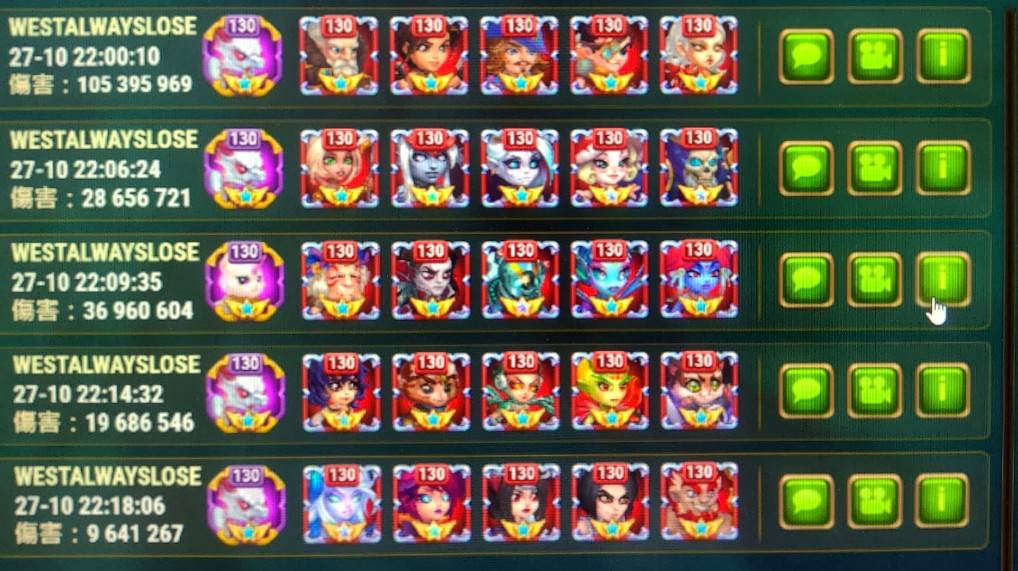 WESTALWAYSLOSE
27-10 22:00:10
傷害：105 395 969
130 130 130 130 130 130
WESTALWAYSLOSE
27-10 22:06:24
傷害：28 656 721
130 130 130 130 130 130
WESTALWAYSLOSE
27-10 22:09:35
傷害：36 960 604
130 130 130 130 130 130
WESTALWAYSLOSE
27-10 22:14:32
傷害：19 686 546
130 130 130 130 130 130
WESTALWAYSLOSE
27-10 22:18:06
傷害：9 641 267
130 130 130 130 130 130